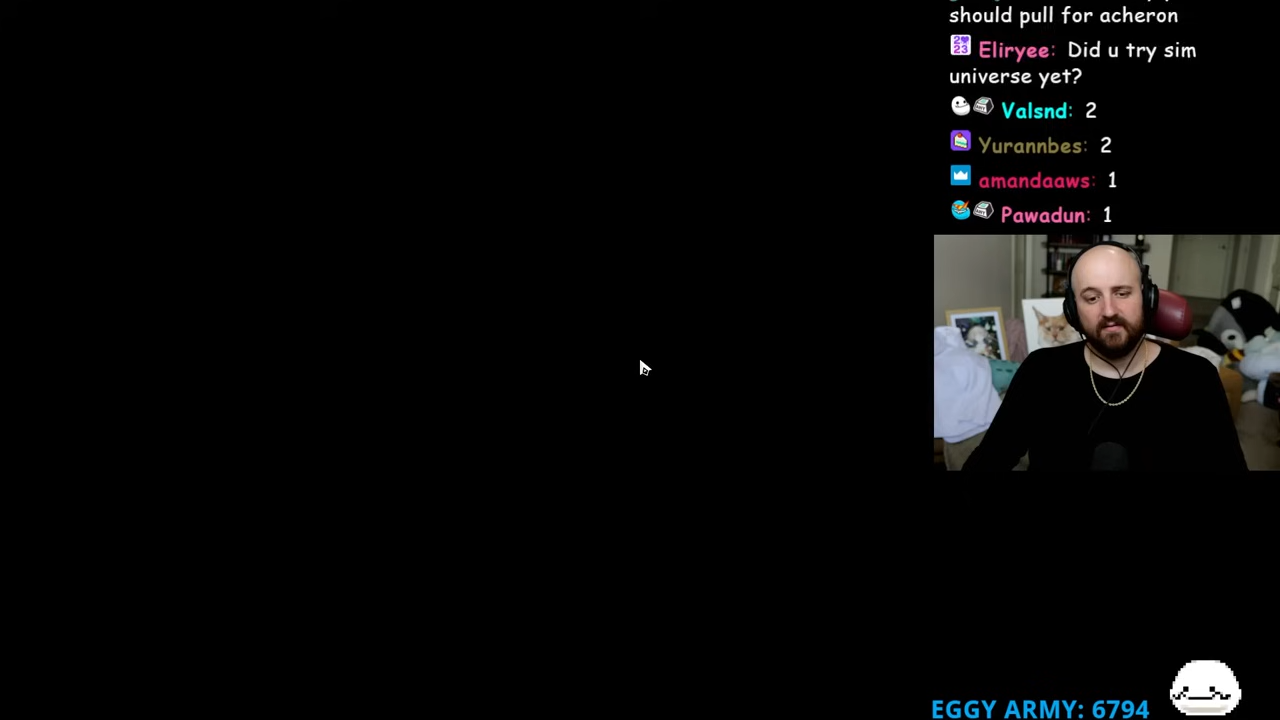 should pull for acheron
Eliryee: Did u try sim
universe yet?
Valsnd: 2
Yurannbes: 2
amandaaws: 1
Pawadun: 1
EGGY ARMY: 6794